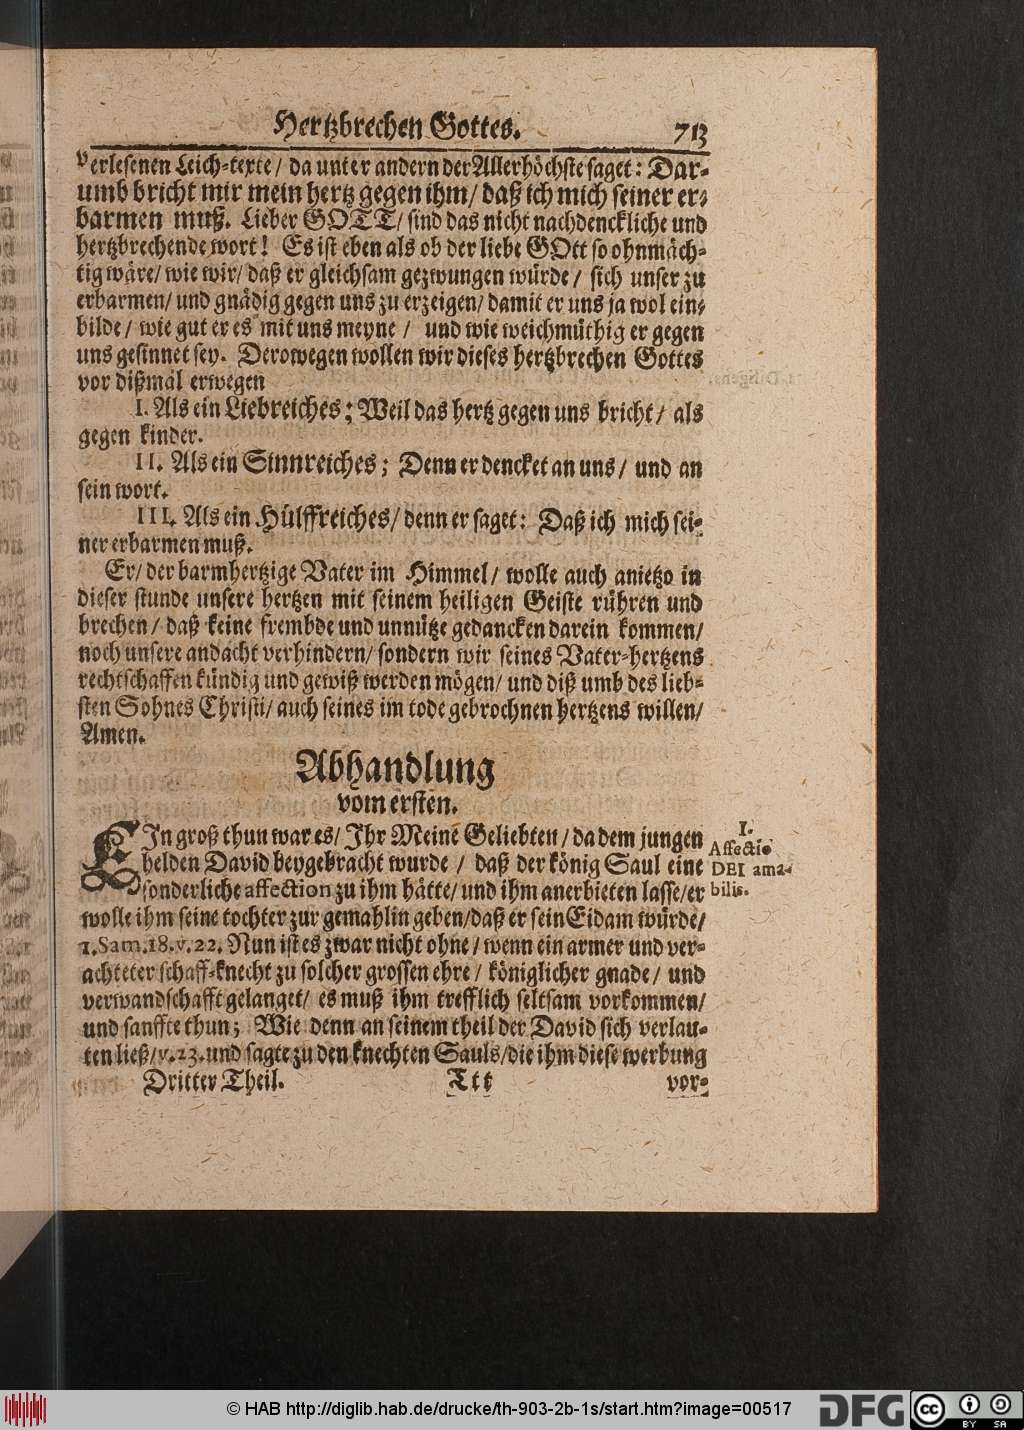 Hertzbrechen Gottes. 713
verlesenen Leich-texte/ da unter andern der Allerhöchste saget: Dar-
umb bricht mir mein hertz gegen ihm/ daß ich mich seiner er-
barmen muß. Lieber GOTT/ sind das nicht nachdenckliche und
hertzbrechende wort! Es ist eben als ob der liebe GOtt so ohnmäch-
tig wäre/ wie wir/ daß er gleichsam gezwungen würde/ sich unser zu
erbarmen/ und gnädig gegen uns zu erzeigen/ damit er uns ja wol ein-
bilde/ wie gut er es mit uns meyne/ und wie weichmüthig er gegen
uns gesinnet sey. Derowegen wollen wir dieses hertzbrechen Gottes
vor dißmal erwegen
I. Als ein Liebreiches; Weil das hertz gegen uns bricht/ als
gegen kinder.
II. Als ein Sinnreiches; Denn er dencket an uns/ und an
sein wort.
III. Als ein Hülffreiches/ denn er saget: Daß ich mich sei-
ner erbarmen muß.
Er/ der barmhertzige Vater im Himmel/ wolle auch anietzo in
dieser stunde unsere hertzen mit seinem heiligen Geiste rühren und
brechen/ daß keine frembde und unnütze gedancken darein kommen/
noch unsere andacht verhindern/ sondern wir seines Vater-hertzens
rechtschaffen kündig und gewiß werden mögen/ und diß umb des lieb-
sten Sohnes Christi/ auch seines im tode gebrochnen hertzens willen/
Amen.
Abhandlung
vom ersten.
EIn groß thun war es/ Ihr Meine Geliebten/ da dem jungen
helden David beygebracht wurde/ daß der könig Saul eine
sonderliche affection zu ihm hätte/ und ihm anerbieten lasse/ er
wolle ihm seine tochter zur gemahlin geben/ daß er sein Eidam würde/
1. Sam. 18. v. 22. Nun ist es zwar nicht ohne/ wenn ein armer und ver-
achteter schaff-knecht zu solcher grossen ehre/ königlicher gnade/ und
verwandschafft gelanget/ es muß ihm trefflich seltsam vorkommen/
und sanffte thun; Wie denn an seinem theil der David sich verlau-
ten ließ/ v. 23. und sagte zu den knechten Sauls/ die ihm diese werbung
Dritter Theil. Ttt vor-
1.
Affectio
DEI ama-
bilis.
© HAB http://diglib.hab.de/drucke/th-903-2b-1s/start.htm?image=00517
DFG
cc BY SA